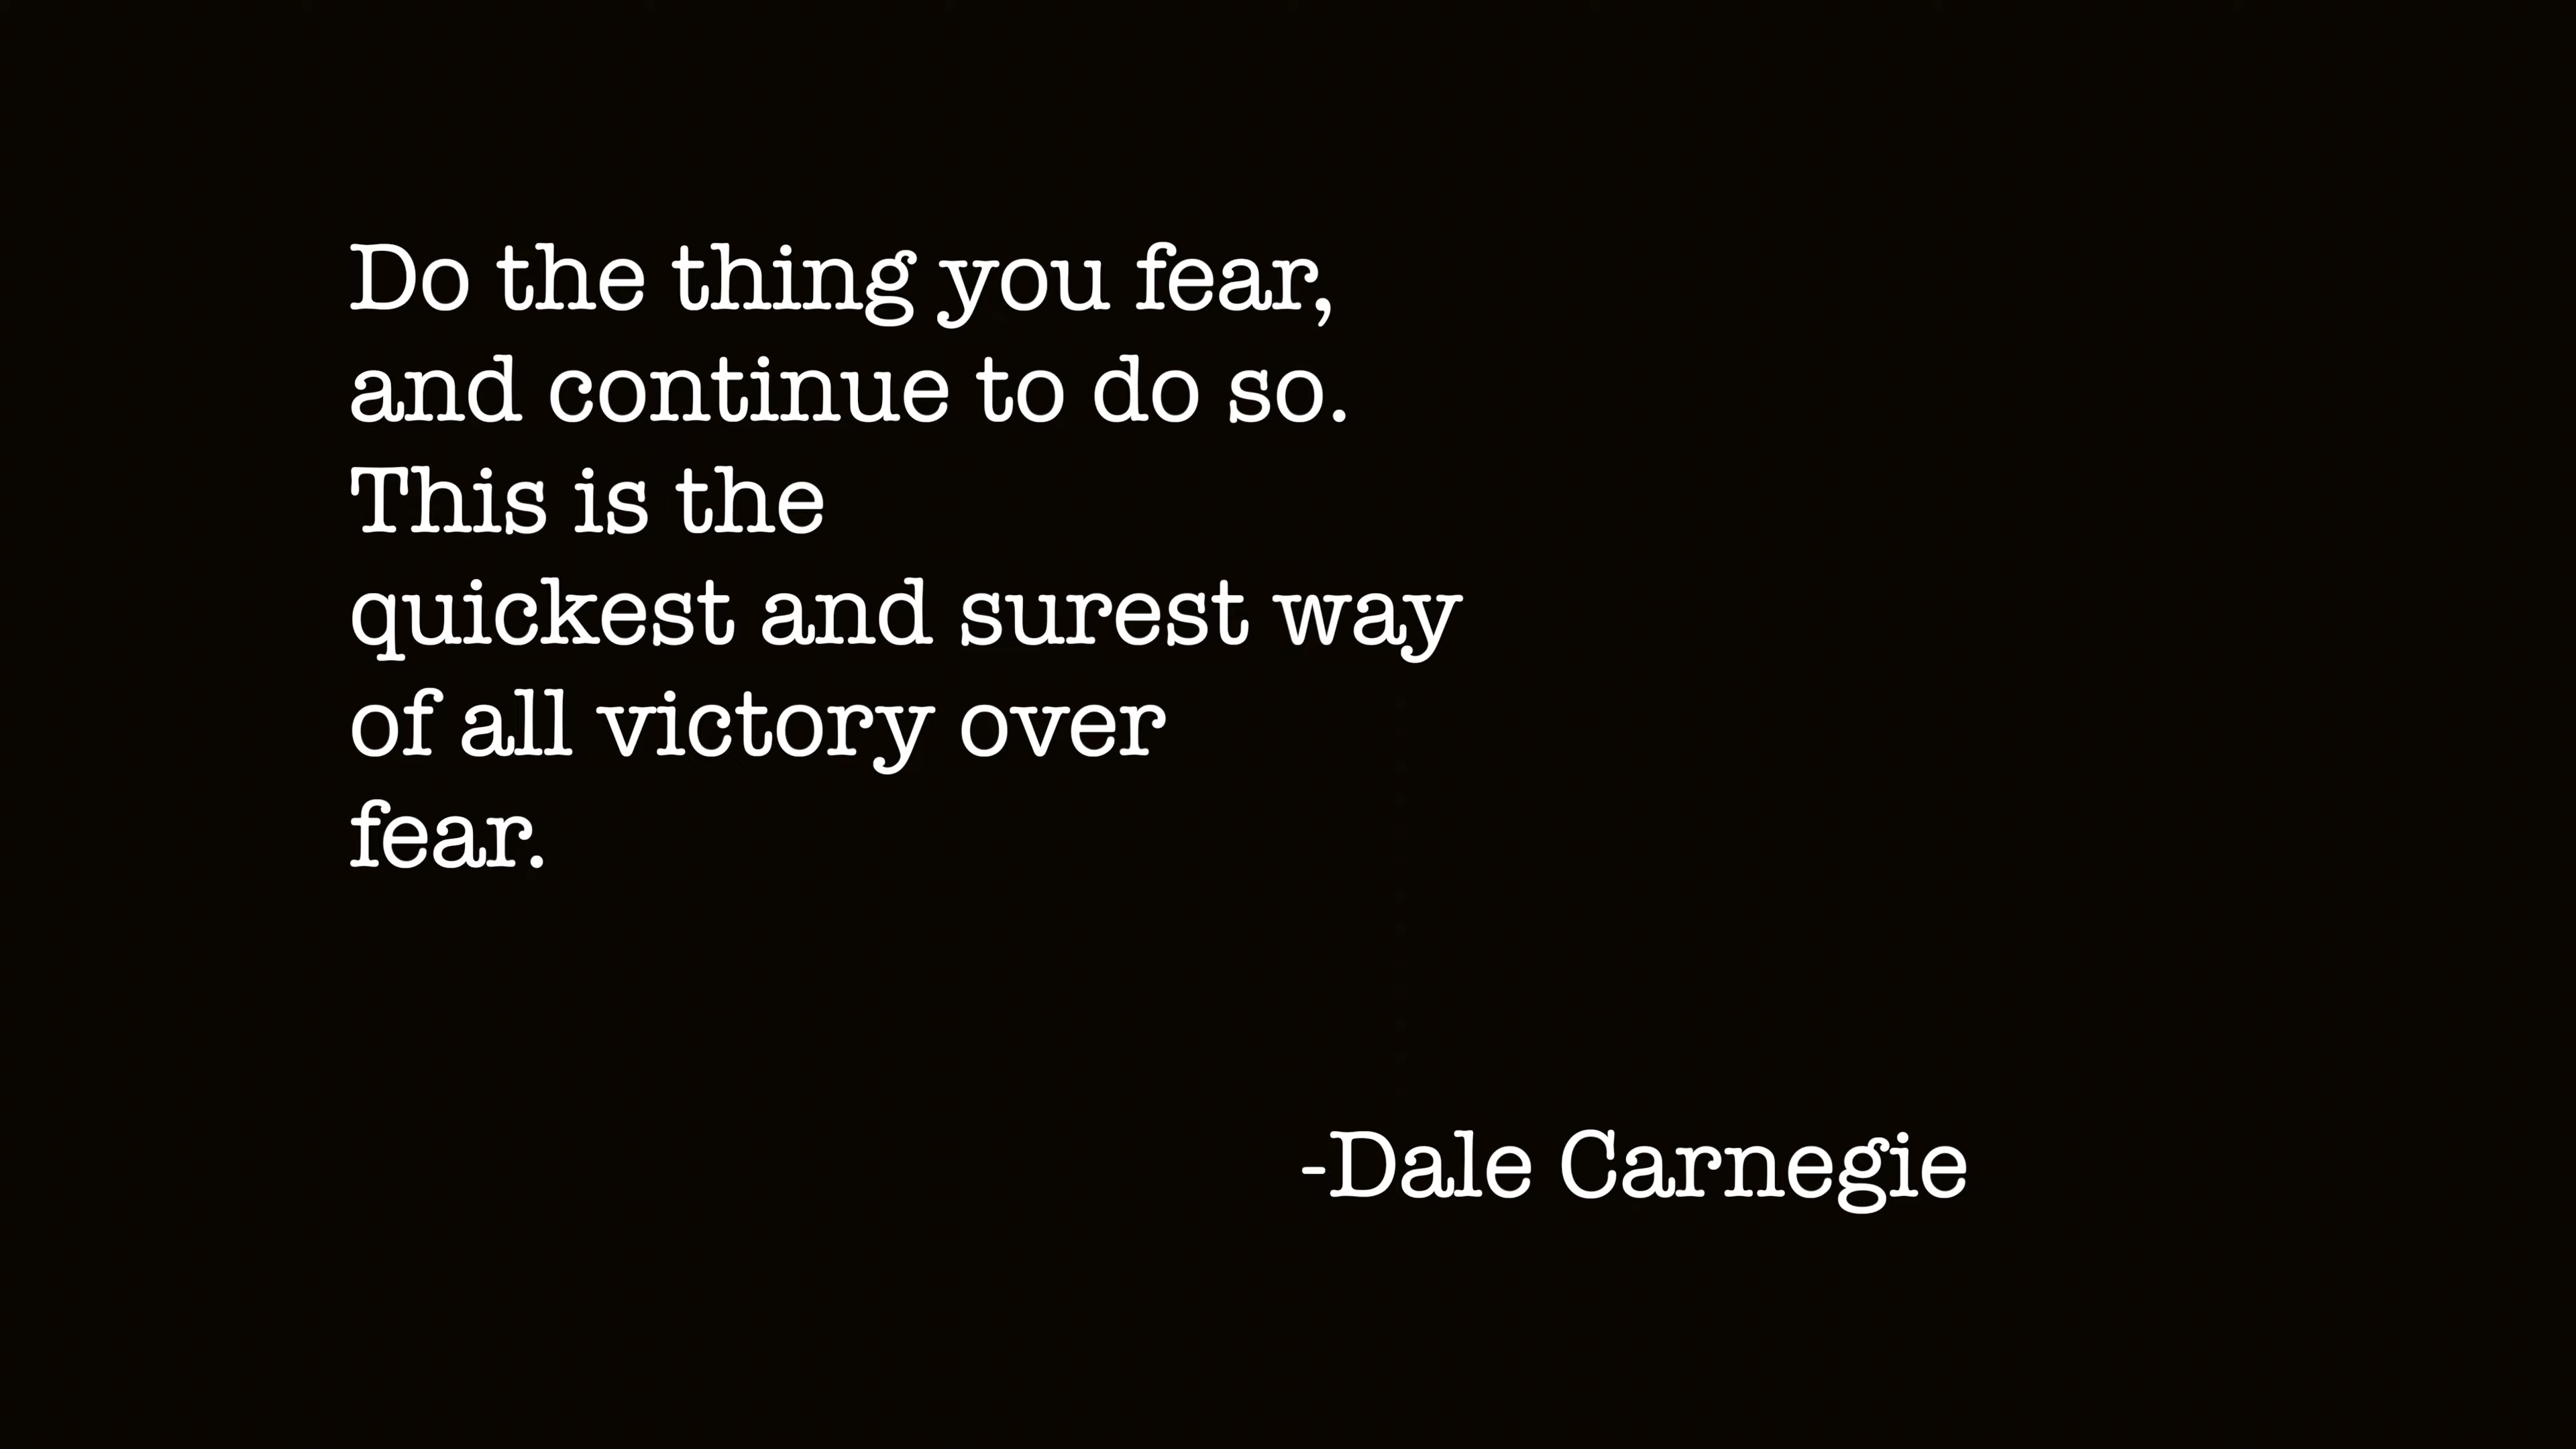 Do the thing you fear,
and continue to do so.
This is the
quickest and surest way
of all victory over
fear.
-Dale Carnegie